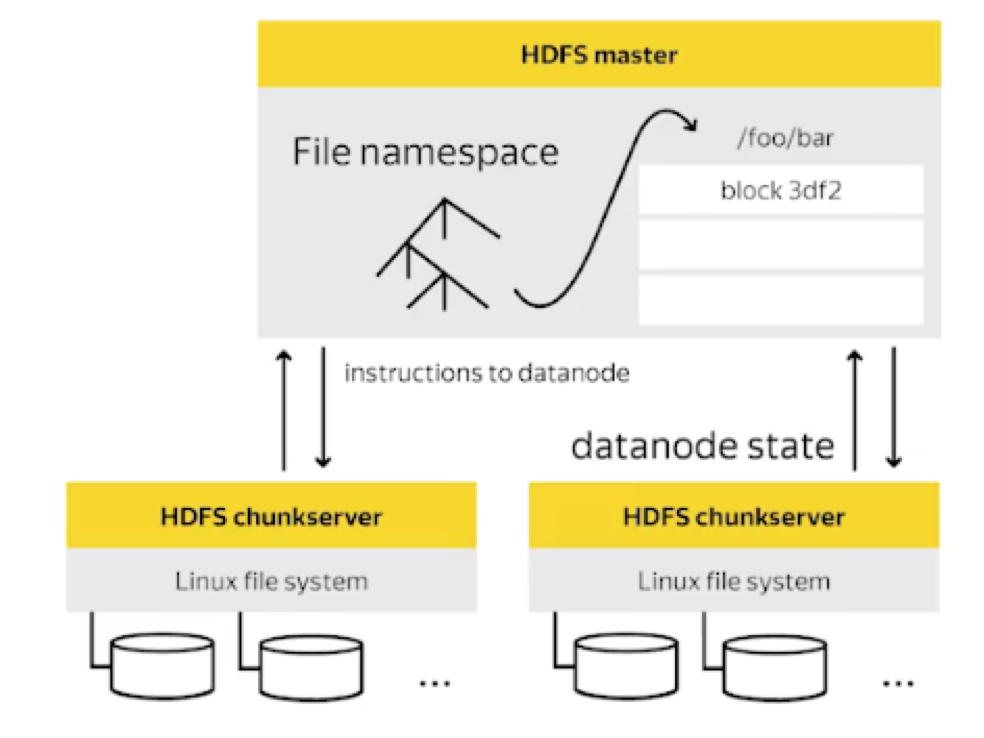 HDFS master
File namespace
/foo/bar
block 3df2
instructions to datanode
datanode state
HDFS chunkserver
HDFS chunkserver
Linux file system
Linux file system
...
...